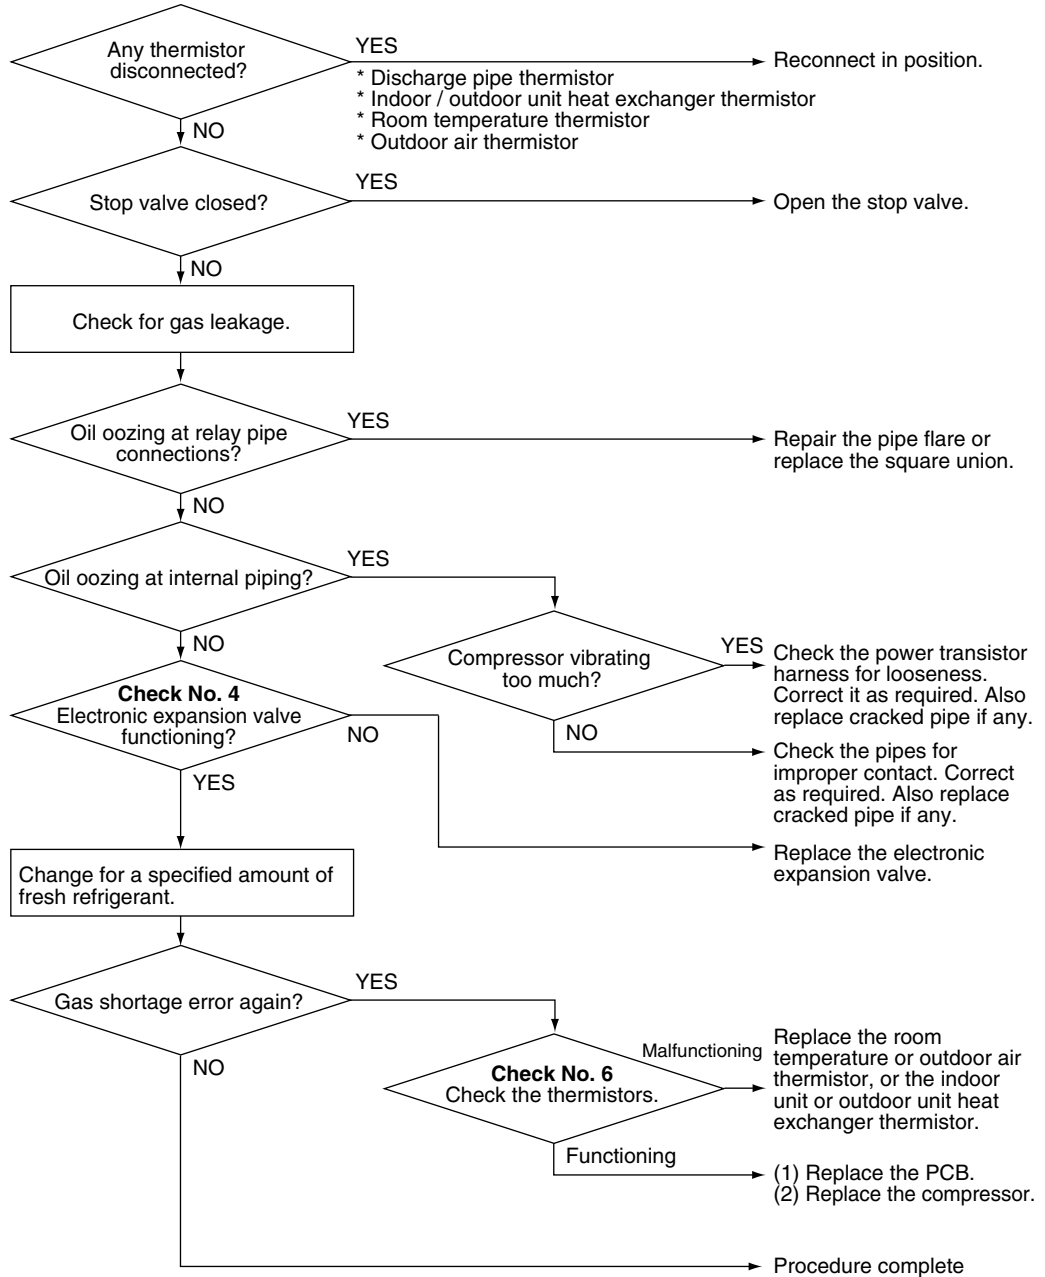 Any thermistor
disconnected?
YES
* Discharge pipe thermistor
* Indoor / outdoor unit heat exchanger thermistor
* Room temperature thermistor
* Outdoor air thermistor
Reconnect in position.
NO
Stop valve closed?
YES
Open the stop valve.
NO
Check for gas leakage.
Oil oozing at relay pipe
connections?
YES
Repair the pipe flare or
replace the square union.
NO
Oil oozing at internal piping?
YES
NO
Compressor vibrating
too much?
YES
Check the power transistor
harness for looseness.
Correct it as required. Also
replace cracked pipe if any.
NO
Check the pipes for
improper contact. Correct
as required. Also replace
cracked pipe if any.
Check No. 4
Electronic expansion valve
functioning?
NO
Replace the electronic
expansion valve.
YES
Change for a specified amount of
fresh refrigerant.
Gas shortage error again?
YES
NO
Check No. 6
Check the thermistors.
Malfunctioning
Replace the room
temperature or outdoor air
thermistor, or the indoor
unit or outdoor unit heat
exchanger thermistor.
Functioning
(1) Replace the PCB.
(2) Replace the compressor.
Procedure complete